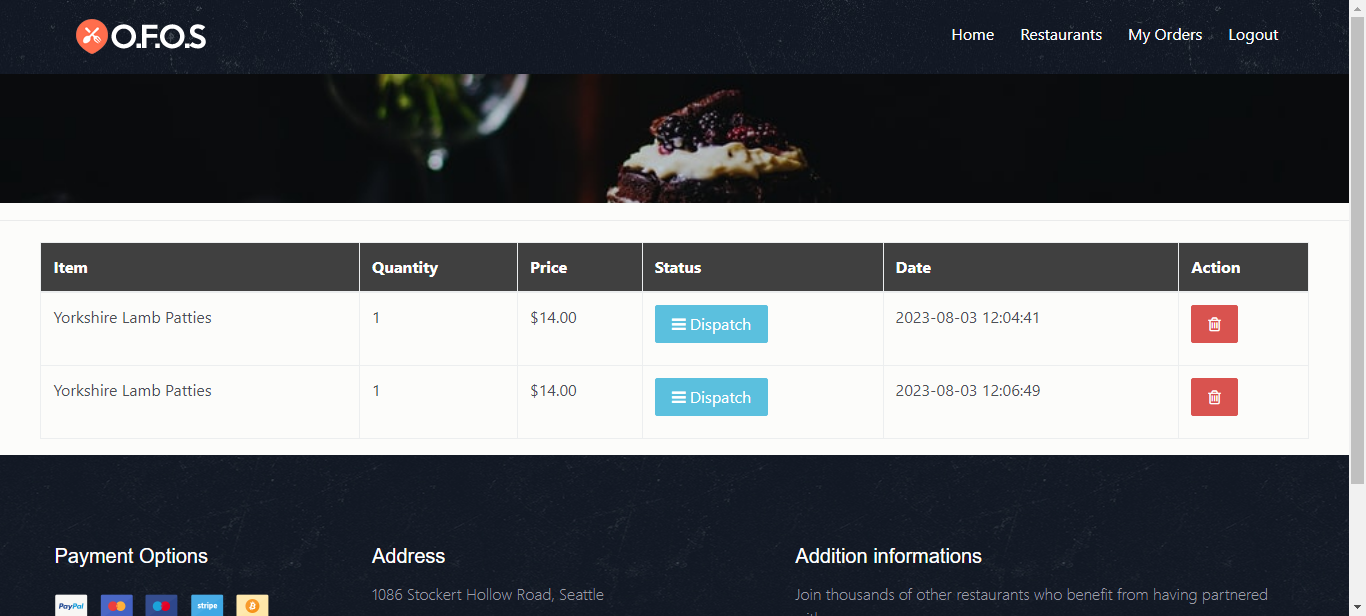 O.F.O.S
Home Restaurants My Orders Logout
Item Quantity Price Status Date Action
Yorkshire Lamb Patties 1 $14.00 Dispatch 2023-08-03 12:04:41
Yorkshire Lamb Patties 1 $14.00 Dispatch 2023-08-03 12:06:49
Payment Options Address Addition informations
PayPal stripe 1086 Stockert Hollow Road, Seattle Join thousands of other restaurants who benefit from having partnered